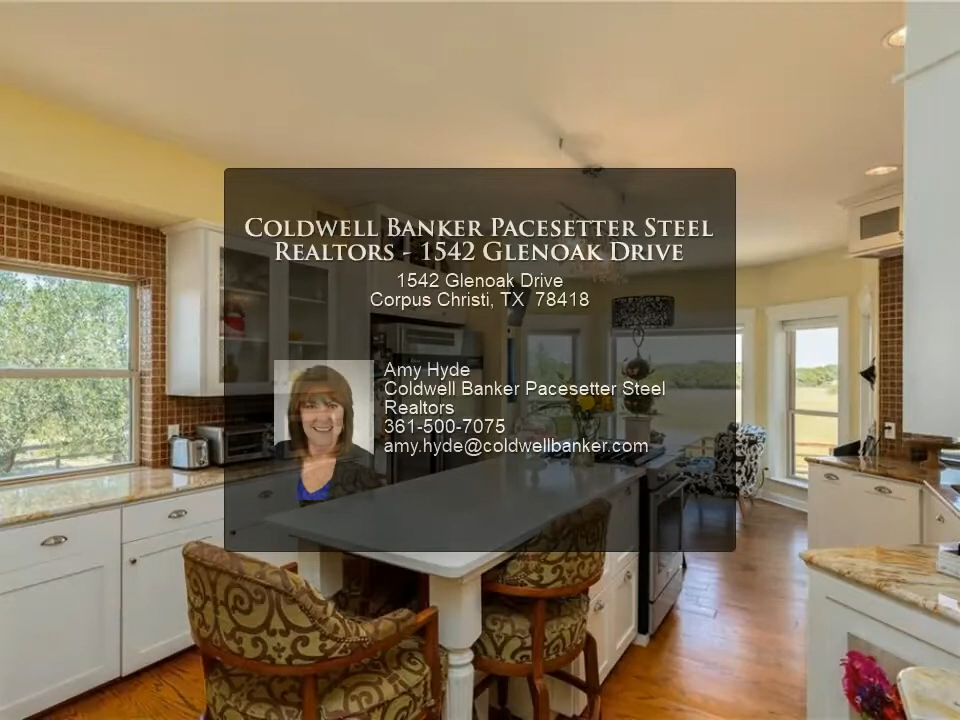 Coldwell Banker Pacesetter Steel
Realtors - 1542 Glenoak Drive
1542 Glenoak Drive
Corpus Christi, TX  78418
Amy Hyde
Coldwell Banker Pacesetter Steel
Realtors
361-500-7075
amy.hyde@coldwellbanker.com